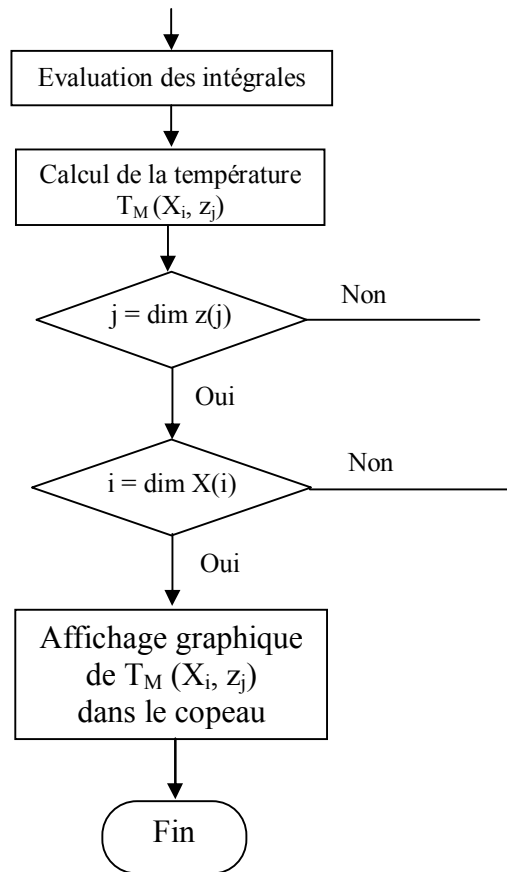 Evaluation des intégrales
Calcul de la température
T_M (X_i, z_j)
j = dim z(j)
Non
Oui
i = dim X(i)
Non
Oui
Affichage graphique
de T_M (X_i, z_j)
dans le copeau
Fin